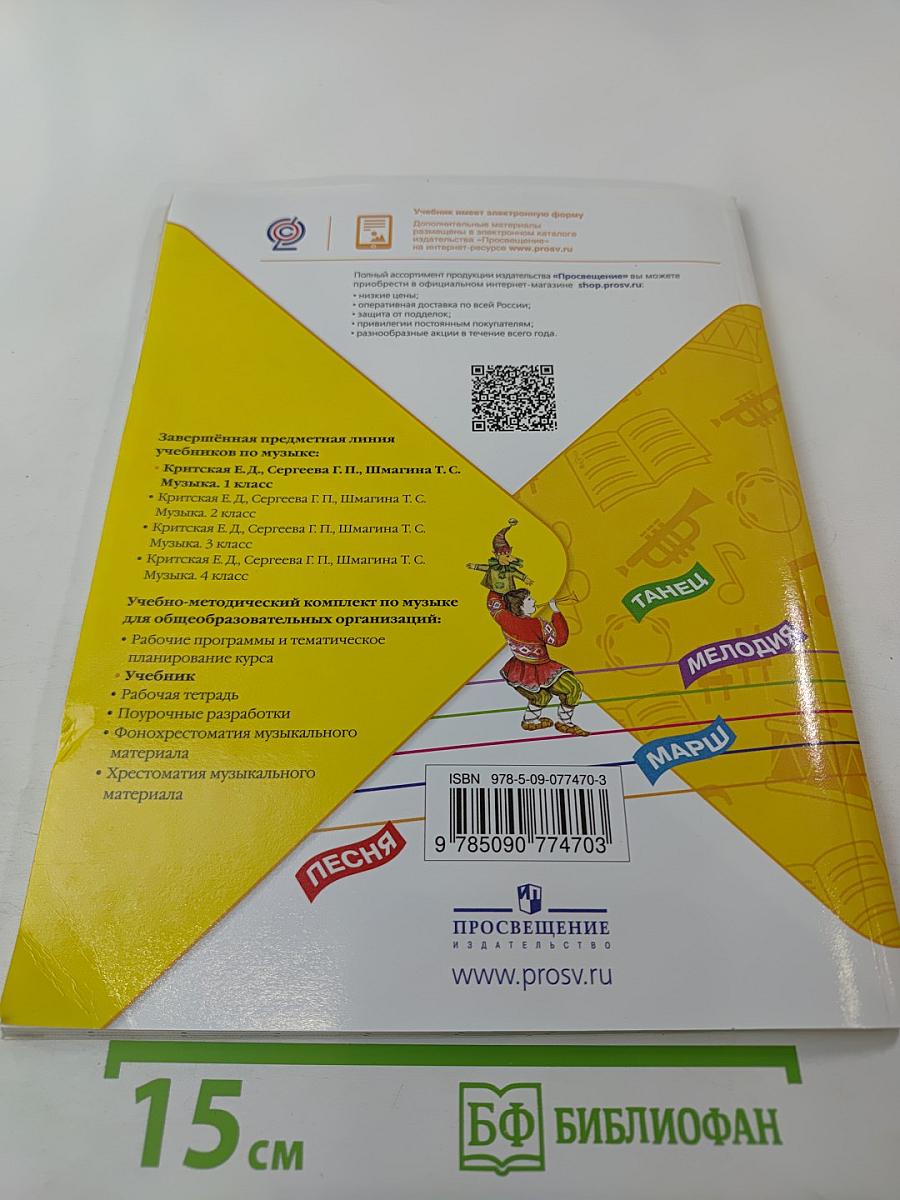 Учебник имеет электронную форму
Дополнительные материалы
размещены в электронном каталоге
издательства «Просвещение»
на интернет-ресурсе www.prosv.ru
Полный ассортимент продукции издательства «Просвещение» вы можете
приобрести в официальном интернет-магазине shop.prosv.ru:
• низкие цены;
• оперативная доставка по всей России;
• защита от подделок;
• привилегии постоянным покупателям;
• разнообразные акции в течение всего года.
Завершённая предметная линия
учебников по музыке:
• Критская Е. Д., Сергеева Г. П., Шмагина Т. С.
Музыка. 1 класс
• Критская Е. Д., Сергеева Г. П., Шмагина Т. С.
Музыка. 2 класс
• Критская Е. Д., Сергеева Г. П., Шмагина Т. С.
Музыка. 3 класс
• Критская Е. Д., Сергеева Г. П., Шмагина Т. С.
Музыка. 4 класс
Учебно-методический комплект по музыке
для общеобразовательных организаций:
• Рабочие программы и тематическое
планирование курса
• Учебник
• Рабочая тетрадь
• Поурочные разработки
• Фонохрестоматия музыкального
материала
• Хрестоматия музыкального
материала
ТАНЕЦ
МЕЛОДИЯ
МАРШ
ПЕСНЯ
ISBN 978-5-09-077470-3
9 785090 774703
ПРОСВЕЩЕНИЕ
ИЗДАТЕЛЬСТВО
www.prosv.ru
15 см
БФ БИБЛИОФАН